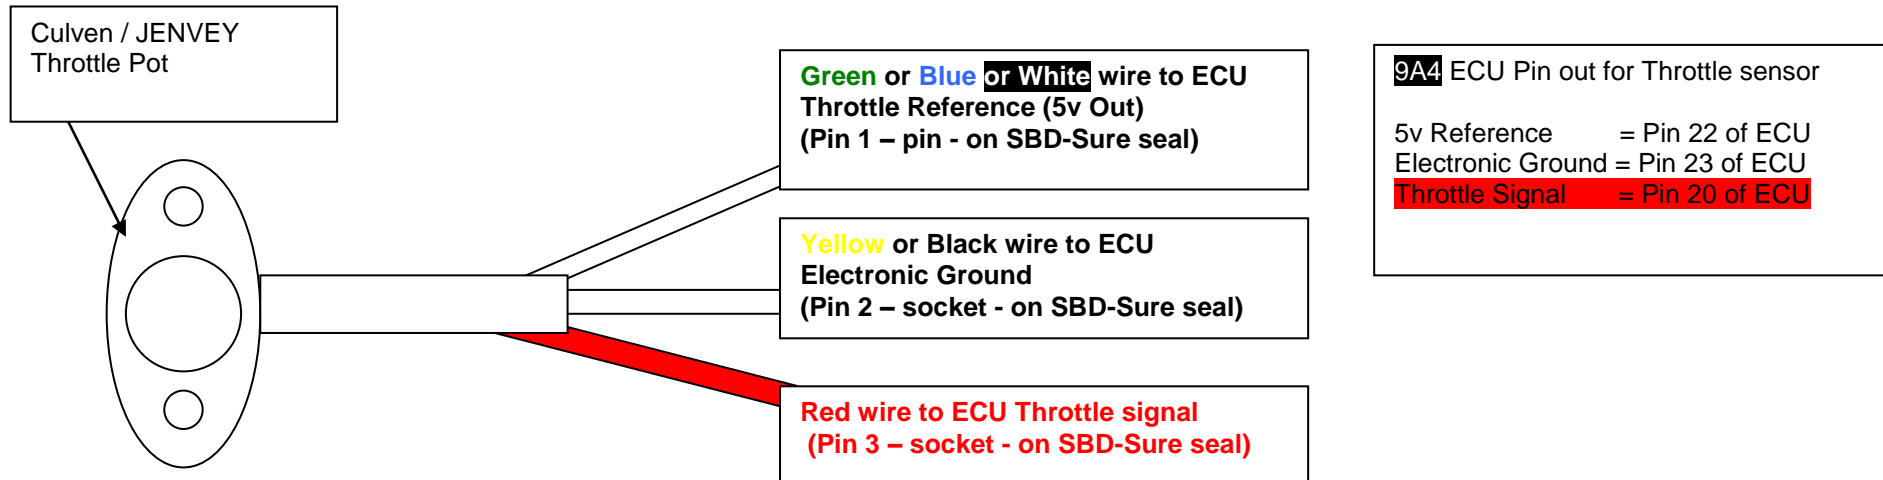 Culven / JENVEY
Throttle Pot
Green or Blue or White wire to ECU
Throttle Reference (5v Out)
(Pin 1 – pin - on SBD-Sure seal)
Yellow or Black wire to ECU
Electronic Ground
(Pin 2 – socket - on SBD-Sure seal)
Red wire to ECU Throttle signal
(Pin 3 – socket - on SBD-Sure seal)
9A4 ECU Pin out for Throttle sensor
5v Reference = Pin 22 of ECU
Electronic Ground = Pin 23 of ECU
Throttle Signal = Pin 20 of ECU